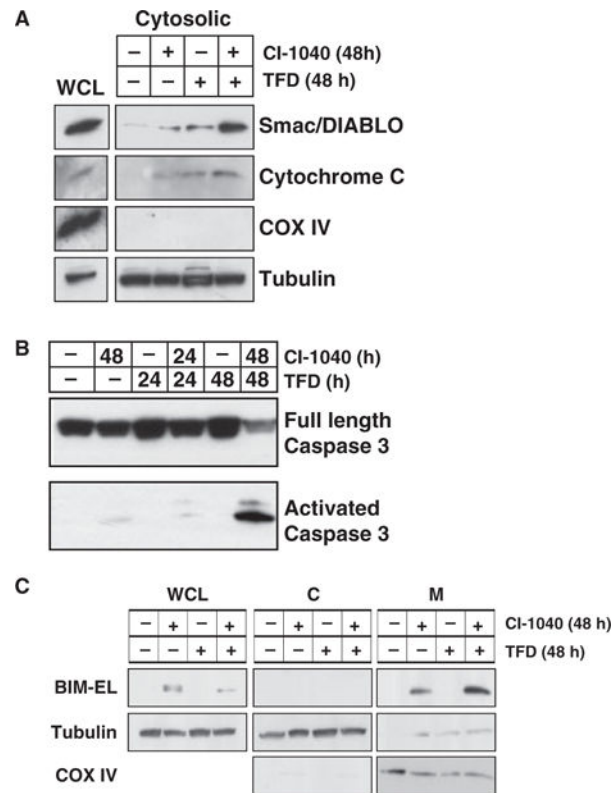 A
Cytosolic
– + – + CI-1040 (48h)
– – + + TFD (48 h)
WCL
Smac/DIABLO
Cytochrome C
COX IV
Tubulin
B
– 48 – 24 – 48 CI-1040 (h)
– – 24 24 48 48 TFD (h)
Full length
Caspase 3
Activated
Caspase 3
C
WCL C M
– + – + – + – + – + – + CI-1040 (48 h)
– – + + – – + + – – + + TFD (48 h)
BIM-EL
Tubulin
COX IV